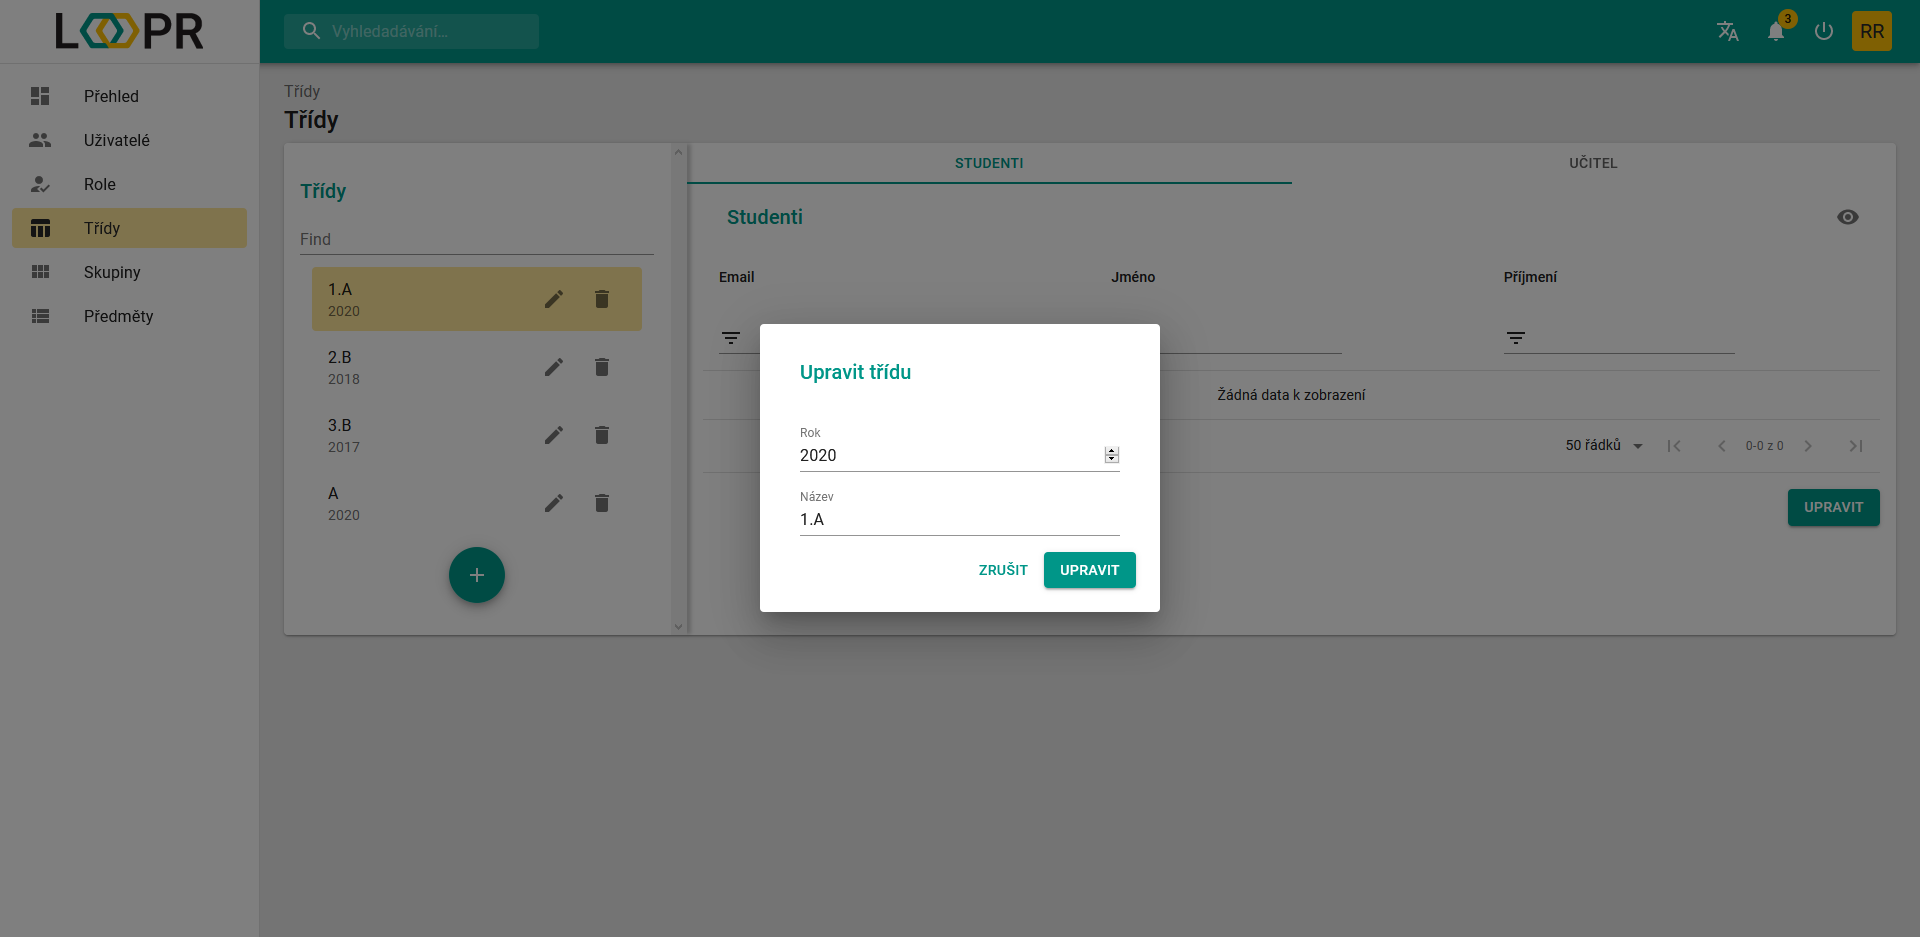 LOOPR
Vyhledadávání...
3
RR
Přehled
Uživatelé
Role
Třídy
Skupiny
Předměty
Třídy
Třídy
Třídy
Find
1.A
2020
2.B
2018
3.B
2017
A
2020
STUDENTI
UČITEL
Studenti
Email
Jméno
Příjmení
Žádná data k zobrazení
50 řádků
0-0 z 0
UPRAVIT
Upravit třídu
Rok
2020
Název
1.A
ZRUŠIT
UPRAVIT